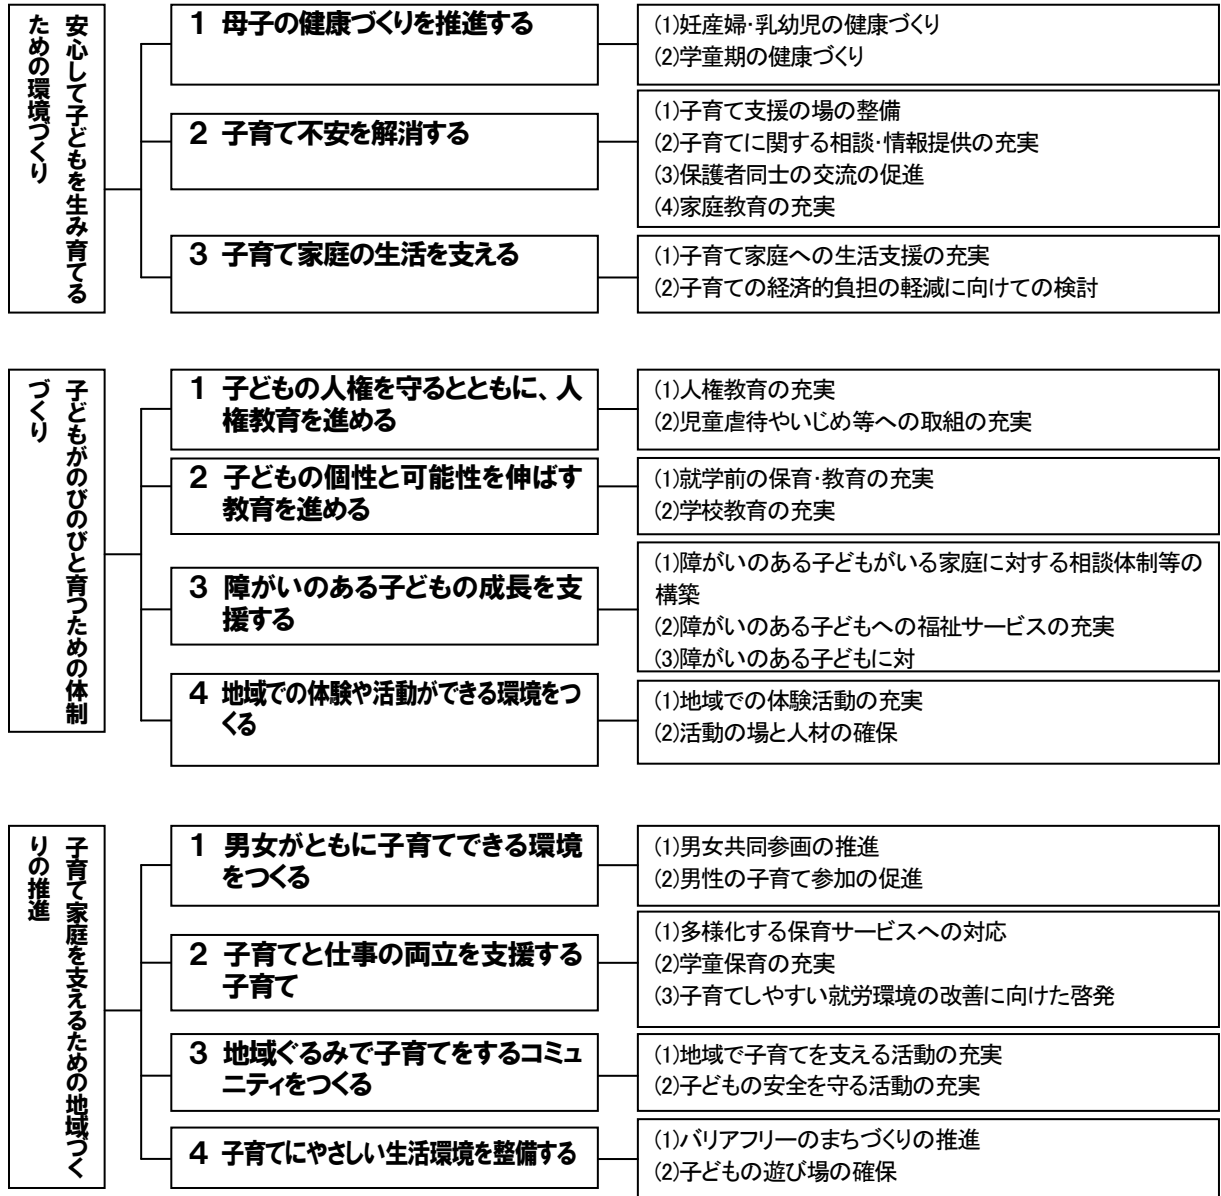 安心して子どもを生み育てる
ための環境づくり
1 母子の健康づくりを推進する
(1)妊産婦･乳幼児の健康づくり
(2)学童期の健康づくり
2 子育て不安を解消する
(1)子育て支援の場の整備
(2)子育てに関する相談･情報提供の充実
(3)保護者同士の交流の促進
(4)家庭教育の充実
3 子育て家庭の生活を支える
(1)子育て家庭への生活支援の充実
(2)子育ての経済的負担の軽減に向けての検討
子どもがのびのびと育つための体制
づくり
1 子どもの人権を守るとともに、人
権教育を進める
(1)人権教育の充実
(2)児童虐待やいじめ等への取組の充実
2 子どもの個性と可能性を伸ばす
教育を進める
(1)就学前の保育･教育の充実
(2)学校教育の充実
3 障がいのある子どもの成長を支
援する
(1)障がいのある子どもがいる家庭に対する相談体制等の
構築
(2)障がいのある子どもへの福祉サービスの充実
(3)障がいのある子どもに対
4 地域での体験や活動ができる環境をつ
くる
(1)地域での体験活動の充実
(2)活動の場と人材の確保
子育て家庭を支えるための地域づく
りの推進
1 男女がともに子育てできる環境
をつくる
(1)男女共同参画の推進
(2)男性の子育て参加の促進
2 子育てと仕事の両立を支援する
子育て
(1)多様化する保育サービスへの対応
(2)学童保育の充実
(3)子育てしやすい就労環境の改善に向けた啓発
3 地域ぐるみで子育てをするコミュ
ニティをつくる
(1)地域で子育てを支える活動の充実
(2)子どもの安全を守る活動の充実
4 子育てにやさしい生活環境を整備する
(1)バリアフリーのまちづくりの推進
(2)子どもの遊び場の確保